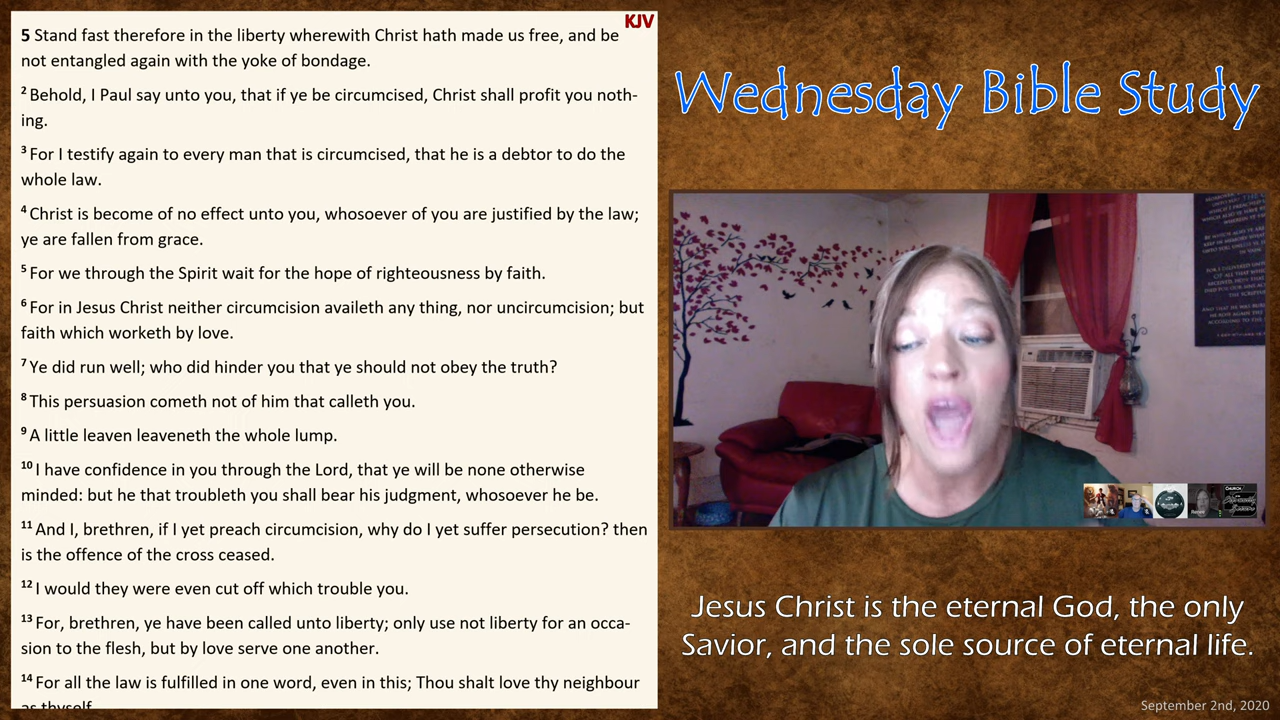 KJV
5 Stand fast therefore in the liberty wherewith Christ hath made us free, and be
not entangled again with the yoke of bondage.
2 Behold, I Paul say unto you, that if ye be circumcised, Christ shall profit you noth-
ing.
3 For I testify again to every man that is circumcised, that he is a debtor to do the
whole law.
4 Christ is become of no effect unto you, whosoever of you are justified by the law;
ye are fallen from grace.
5 For we through the Spirit wait for the hope of righteousness by faith.
6 For in Jesus Christ neither circumcision availeth any thing, nor uncircumcision; but
faith which worketh by love.
7 Ye did run well; who did hinder you that ye should not obey the truth?
8 This persuasion cometh not of him that calleth you.
9 A little leaven leaveneth the whole lump.
10 I have confidence in you through the Lord, that ye will be none otherwise
minded: but he that troubleth you shall bear his judgment, whosoever he be.
11 And I, brethren, if I yet preach circumcision, why do I yet suffer persecution? then
is the offence of the cross ceased.
12 I would they were even cut off which trouble you.
13 For, brethren, ye have been called unto liberty; only use not liberty for an occa-
sion to the flesh, but by love serve one another.
14 For all the law is fulfilled in one word, even in this; Thou shalt love thy neighbour
as thyself
Wednesday Bible Study
Jesus Christ is the eternal God, the only
Savior, and the sole source of eternal life.
September 2nd, 2020